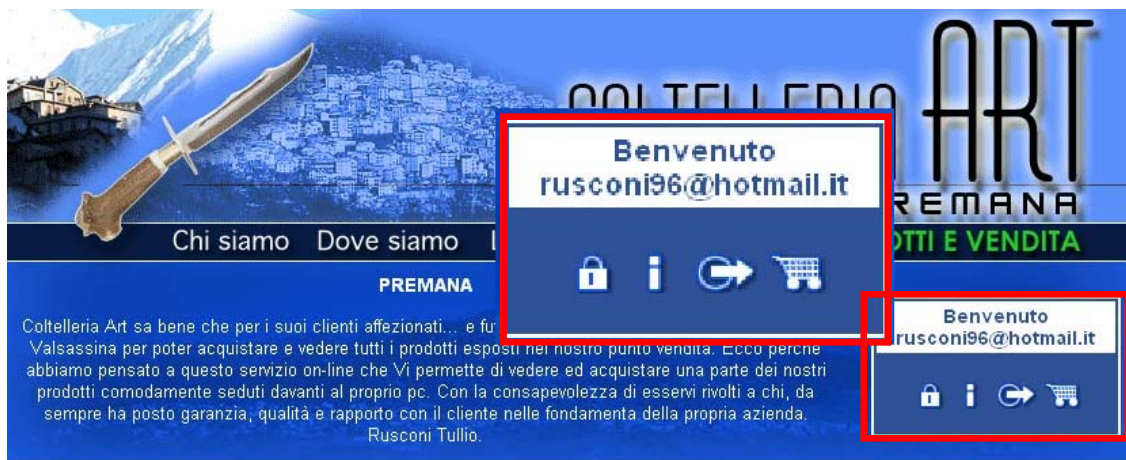 ART
COLTELLERIA
PREMANA
Chi siamo Dove siamo
E VENDITA
PREMANA
Coltelleria Art sa bene che per i suoi clienti affezionati... e
Valsassina per poter acquistare e vedere tutti i prodotti esposti nel nostro punto vendita. Ecco perchè
abbiamo pensato a questo servizio on-line che Vi permette di vedere ed acquistare una parte dei nostri
prodotti comodamente seduti davanti al proprio pc. Con la consapevolezza di esservi rivolti a chi, da
sempre ha posto garanzia, qualità e rapporto con il cliente nelle fondamenta della propria azienda.
Rusconi Tullio.
Benvenuto
rusconi96@hotmail.it
Benvenuto
rusconi96@hotmail.it